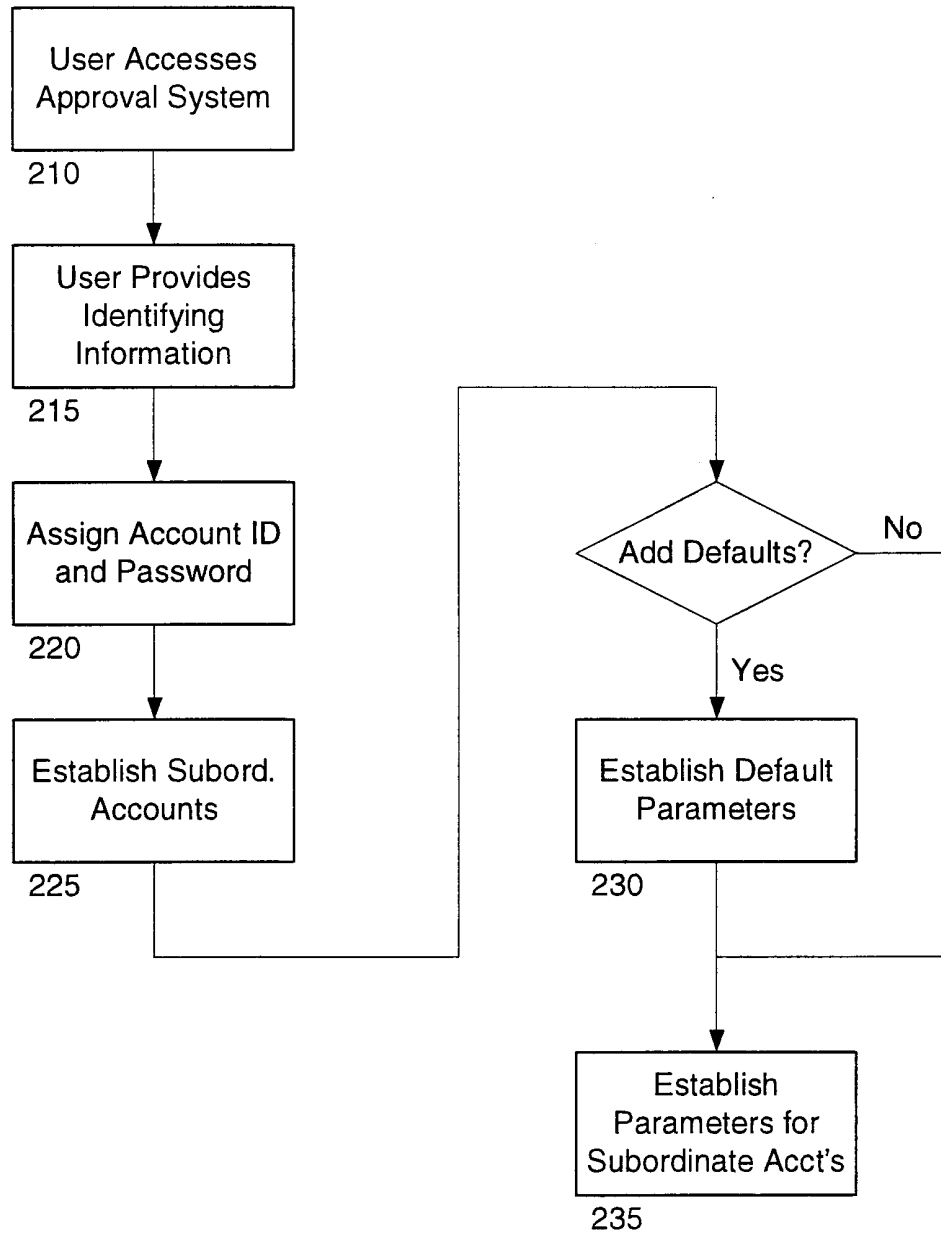 User Accesses
Approval System
210
User Provides
Identifying
Information
215
Assign Account ID
and Password
220
Establish Subord.
Accounts
225
Add Defaults?
No
Yes
Establish Default
Parameters
230
Establish
Parameters for
Subordinate Acct's
235